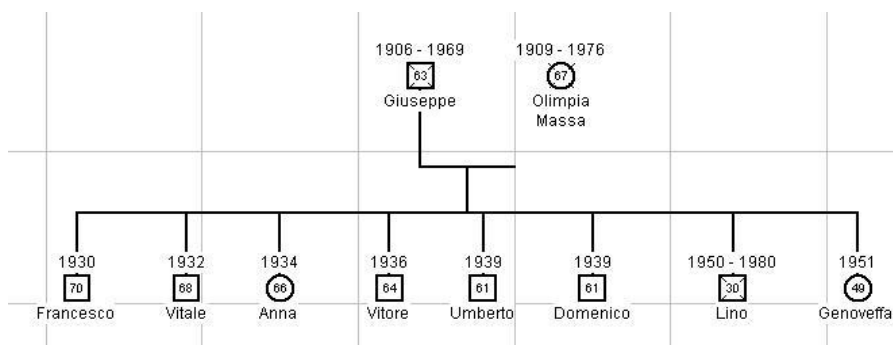 1906 - 1969 1909 - 1976
63 67
Giuseppe Olimpia
Massa
1930 1932 1934 1936 1939 1939 1950 - 1980 1951
70 68 66 64 61 61 30 49
Francesco Vitale Anna Vitore Umberto Domenico Lino Genoveffa